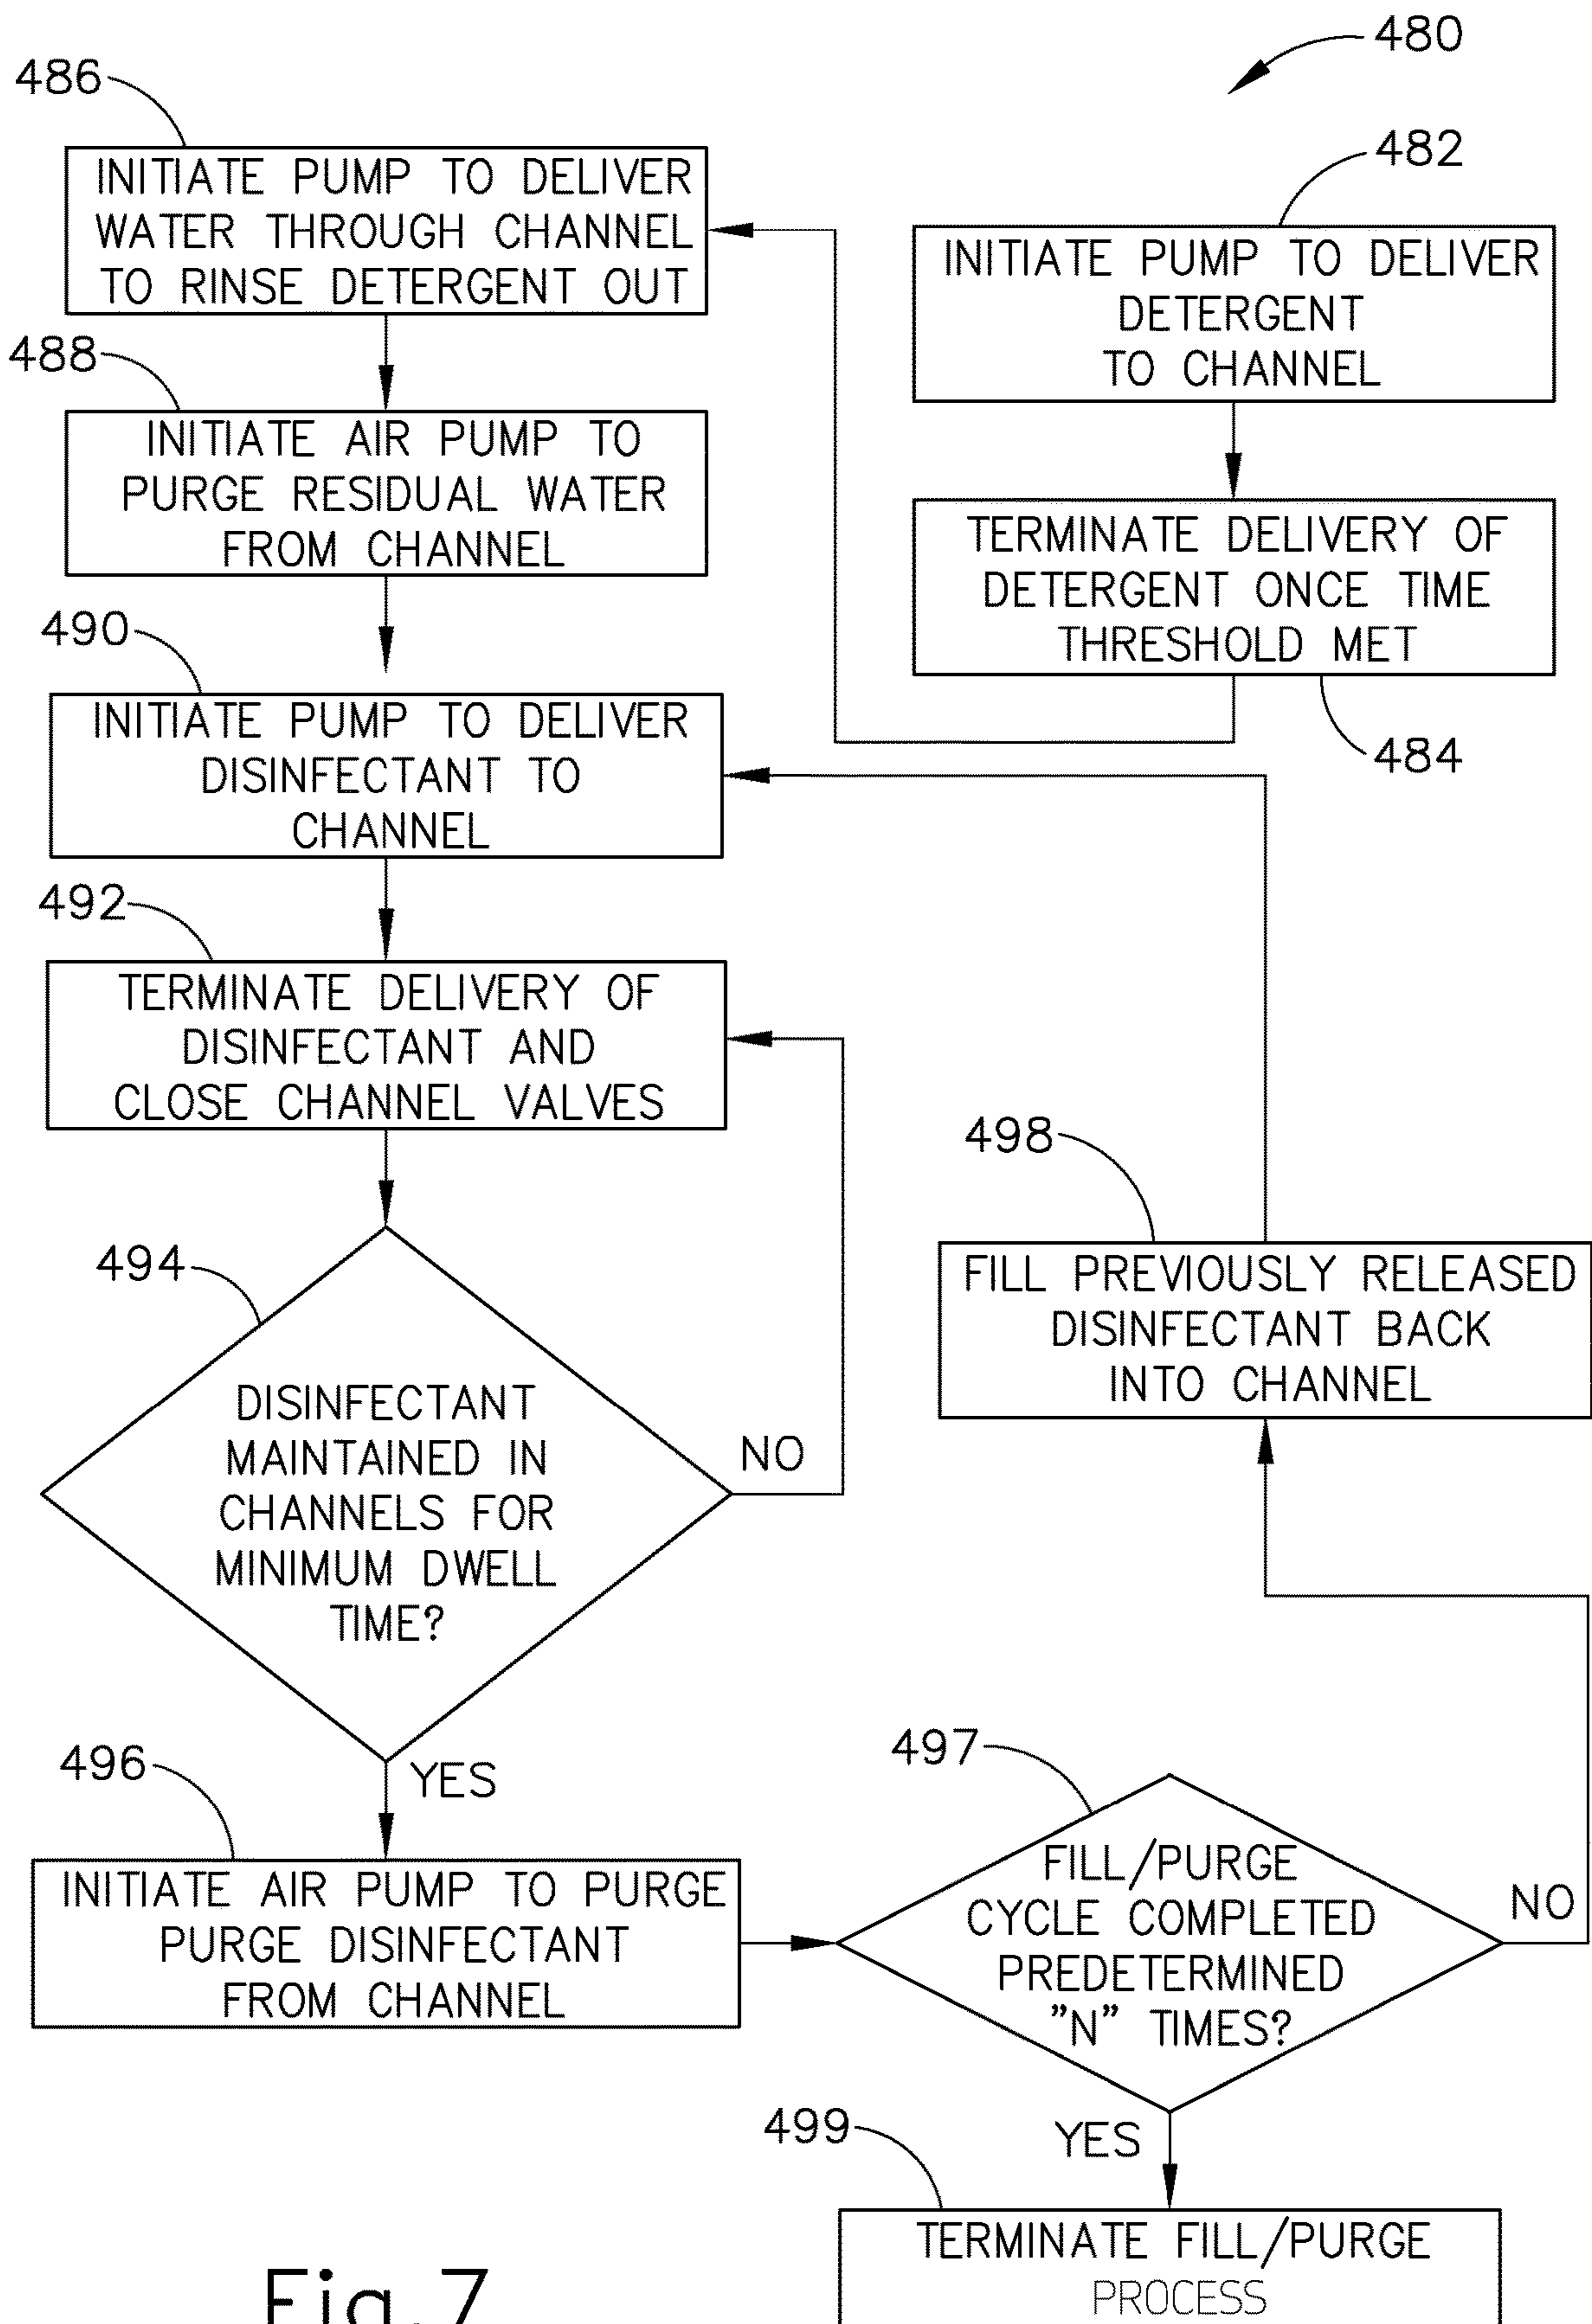 480
486
INITIATE PUMP TO DELIVER
WATER THROUGH CHANNEL
TO RINSE DETERGENT OUT
482
INITIATE PUMP TO DELIVER
DETERGENT
TO CHANNEL
488
INITIATE AIR PUMP TO
PURGE RESIDUAL WATER
FROM CHANNEL
TERMINATE DELIVERY OF
DETERGENT ONCE TIME
THRESHOLD MET
484
490
INITIATE PUMP TO DELIVER
DISINFECTANT TO
CHANNEL
492
TERMINATE DELIVERY OF
DISINFECTANT AND
CLOSE CHANNEL VALVES
498
FILL PREVIOUSLY RELEASED
DISINFECTANT BACK
INTO CHANNEL
494
DISINFECTANT
MAINTAINED IN
CHANNELS FOR
MINIMUM DWELL
TIME?
NO
YES
496
INITIATE AIR PUMP TO PURGE
PURGE DISINFECTANT
FROM CHANNEL
497
FILL/PURGE
CYCLE COMPLETED
PREDETERMINED
"N" TIMES?
NO
YES
499
TERMINATE FILL/PURGE
PROCESS
Fig.7